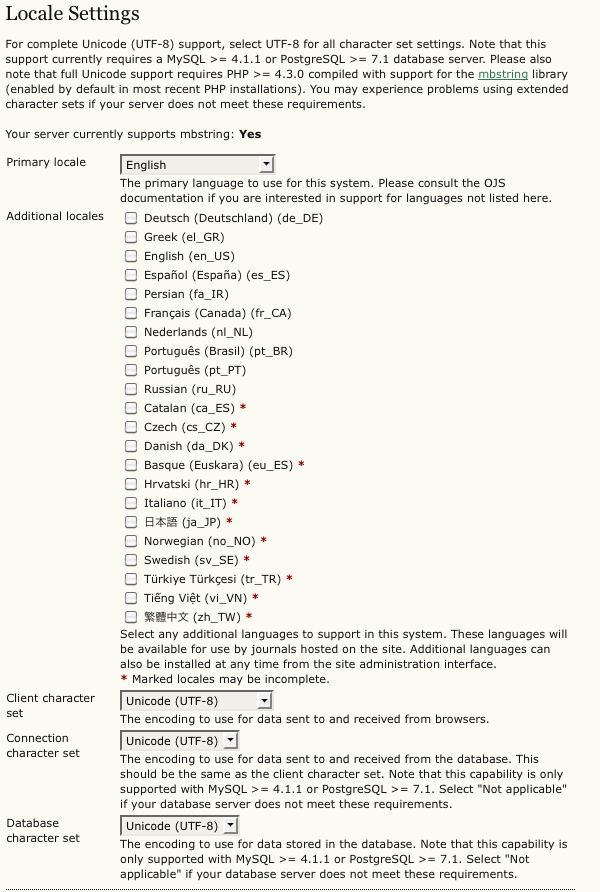 Locale Settings
For complete Unicode (UTF-8) support, select UTF-8 for all character set settings. Note that this
support currently requires a MySQL >= 4.1.1 or PostgreSQL >= 7.1 database server. Please also
note that full Unicode support requires PHP >= 4.3.0 compiled with support for the mbstring library
(enabled by default in most recent PHP installations). You may experience problems using extended
character sets if your server does not meet these requirements.
Your server currently supports mbstring: Yes
Primary locale
English
The primary language to use for this system. Please consult the OJS
documentation if you are interested in support for languages not listed here.
Additional locales
Deutsch (Deutschland) (de_DE)
Greek (el_GR)
English (en_US)
Español (España) (es_ES)
Persian (fa_IR)
Français (Canada) (fr_CA)
Nederlands (nl_NL)
Português (Brasil) (pt_BR)
Português (pt_PT)
Russian (ru_RU)
Catalan (ca_ES) *
Czech (cs_CZ) *
Danish (da_DK) *
Basque (Euskara) (eu_ES) *
Hrvatski (hr_HR) *
Italiano (it_IT) *
日本語 (ja_JP) *
Norwegian (no_NO) *
Swedish (sv_SE) *
Türkiye Türkçesi (tr_TR) *
Tiếng Việt (vi_VN) *
繁體中文 (zh_TW) *
Select any additional languages to support in this system. These languages will
be available for use by journals hosted on the site. Additional languages can
also be installed at any time from the site administration interface.
* Marked locales may be incomplete.
Client character
set
Unicode (UTF-8)
The encoding to use for data sent to and received from browsers.
Connection
character set
Unicode (UTF-8)
The encoding to use for data sent to and received from the database. This
should be the same as the client character set. Note that this capability is only
supported with MySQL >= 4.1.1 or PostgreSQL >= 7.1. Select "Not applicable"
if your database server does not meet these requirements.
Database
character set
Unicode (UTF-8)
The encoding to use for data stored in the database. Note that this capability is
only supported with MySQL >= 4.1.1 or PostgreSQL >= 7.1. Select "Not
applicable" if your database server does not meet these requirements.